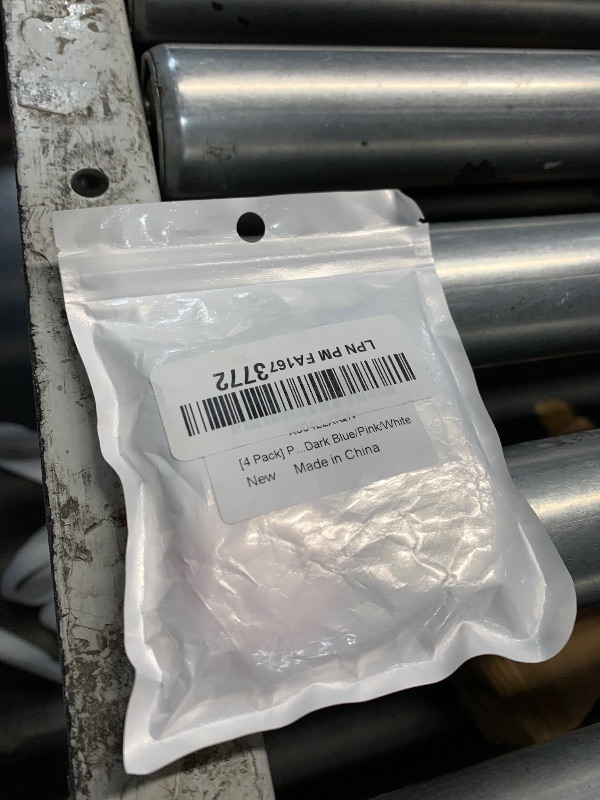 LPN PM FA1673772
[4 Pack] P...Dark Blue/Pink/White
New Made in China